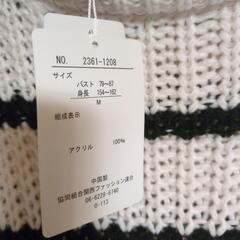 NO. 2361-1208
サイズ
バスト 79~87
身長 154~162
M
組成表示
アクリル 100%
中国製
協同組合関西ファッション連合
06-6228-6740
0-113